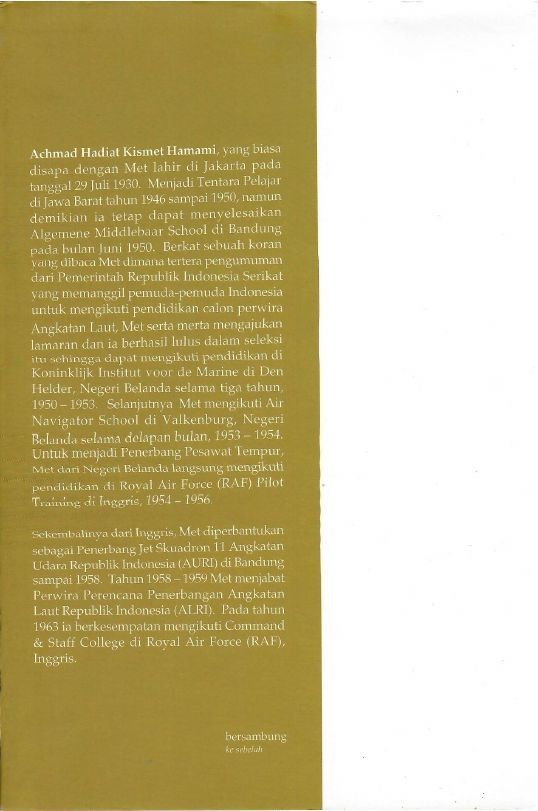 Achmad Hadiat Kismet Hamami, yang biasa
disapa dengan Met lahir di Jakarta pada
tanggal 29 Juli 1930. Menjadi Tentara Pelajar
di Jawa Barat tahun 1946 sampai 1950, namun
demikian ia tetap dapat menyelesaikan
Algemene Middlebaar School di Bandung
pada bulan Juni 1950. Berkat sebuah koran
yang dibaca Met dimana tertera pengumuman
dari Pemerintah Republik Indonesia Serikat
yang memanggil pemuda-pemuda Indonesia
untuk mengikuti pendidikan calon perwira
Angkatan Laut, Met serta merta mengajukan
lamaran dan ia berhasil lulus dalam seleksi
itu sehingga dapat mengikuti pendidikan di
Koninklijk Institut voor de Marine di Den
Helder, Negeri Belanda selama tiga tahun,
1950 – 1953. Selanjutnya Met mengikuti Air
Navigator School di Valkenburg, Negeri
Belanda selama delapan bulan, 1953 – 1954.
Untuk menjadi Penerbang Pesawat Tempur,
Met dari Negeri Belanda langsung mengikuti
pendidikan di Royal Air Force (RAF) Pilot
Training di Inggris, 1954 – 1956.
Sekembalinya dari Inggris, Met diperbantukan
sebagai Penerbang Jet Skuadron 11 Angkatan
Udara Republik Indonesia (AURI) di Bandung
sampai 1958. Tahun 1958 – 1959 Met menjabat
Perwira Perencana Penerbangan Angkatan
Laut Republik Indonesia (ALRI). Pada tahun
1963 ia berkesempatan mengikuti Command
& Staff College di Royal Air Force (RAF),
Inggris.
bersambung
ke sebelah